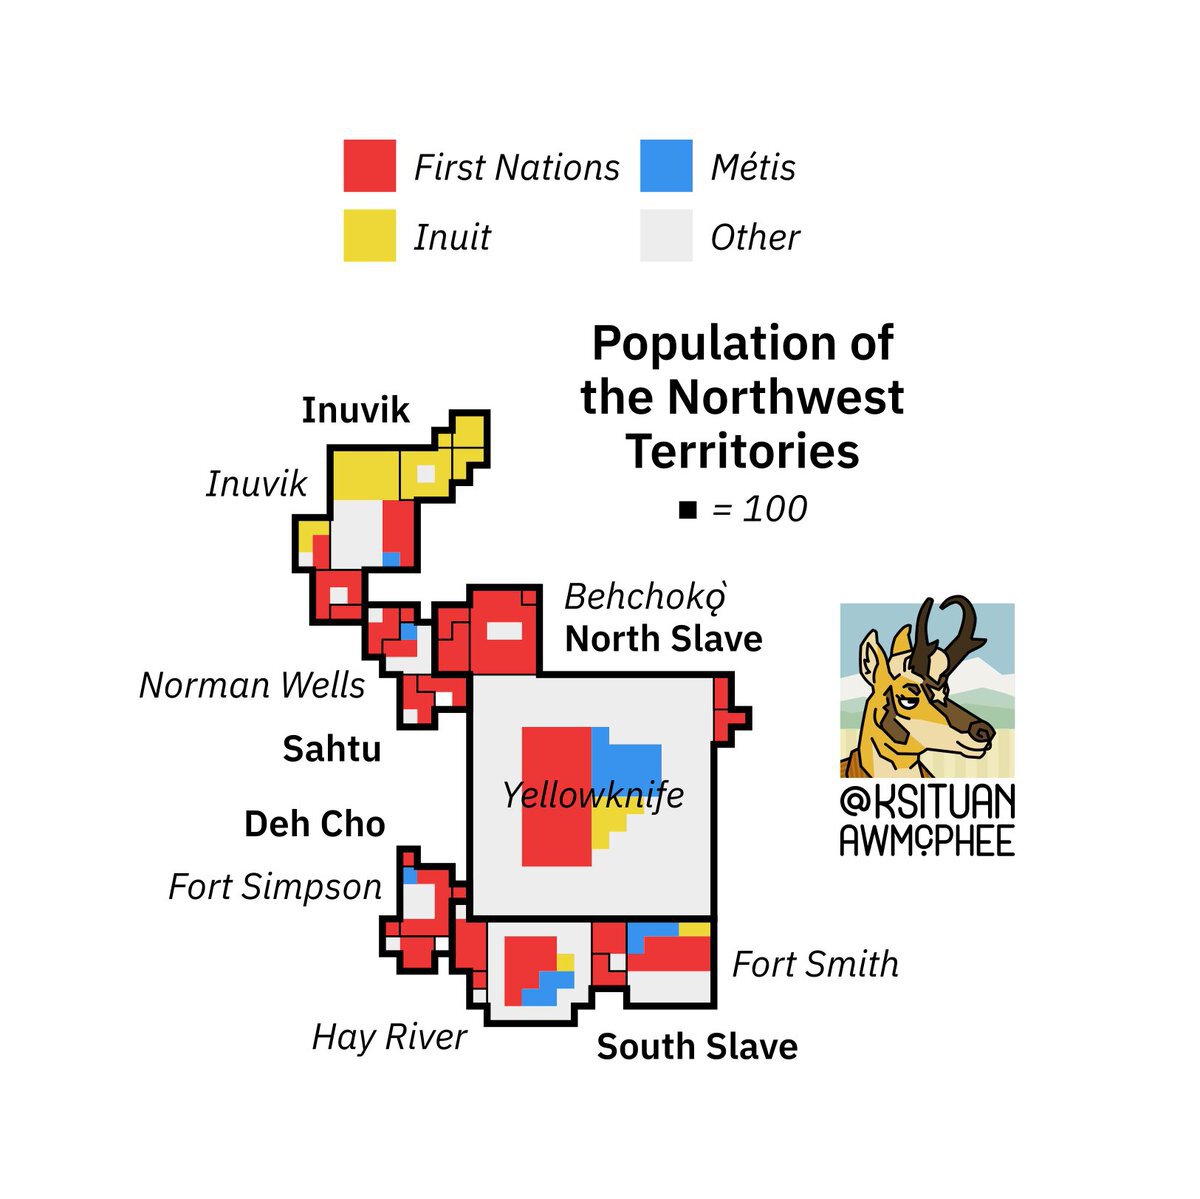 First Nations
Métis
Inuit
Other
Population of
the Northwest
Territories
= 100
Inuvik
Inuvik
Behchokǫ̀
North Slave
Norman Wells
Sahtu
Yellowknife
Deh Cho
Fort Simpson
Fort Smith
Hay River
South Slave
@KSITUAN
AWMCPHEE